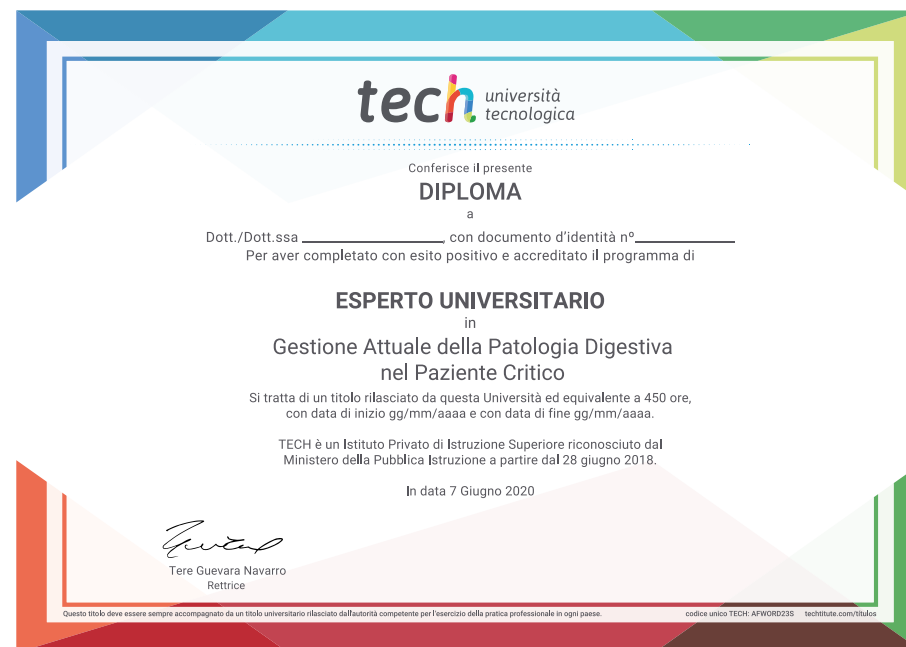 tech università
tecnologica
Conferisce il presente
DIPLOMA
a
Dott./Dott.ssa ____________________, con documento d'identità nº______________
Per aver completato con esito positivo e accreditato il programma di
ESPERTO UNIVERSITARIO
in
Gestione Attuale della Patologia Digestiva
nel Paziente Critico
Si tratta di un titolo rilasciato da questa Università ed equivalente a 450 ore,
con data di inizio gg/mm/aaaa e con data di fine gg/mm/aaaa.
TECH è un Istituto Privato di Istruzione Superiore riconosciuto dal
Ministero della Pubblica Istruzione a partire dal 28 giugno 2018.
In data 7 Giugno 2020
Tere Guevara Navarro
Rettrice
Questo titolo deve essere sempre accompagnato da un titolo universitario rilasciato dall'autorità competente per l'esercizio della pratica professionale in ogni paese. codice unico TECH: AFWORD23S techtitute.com/titulos